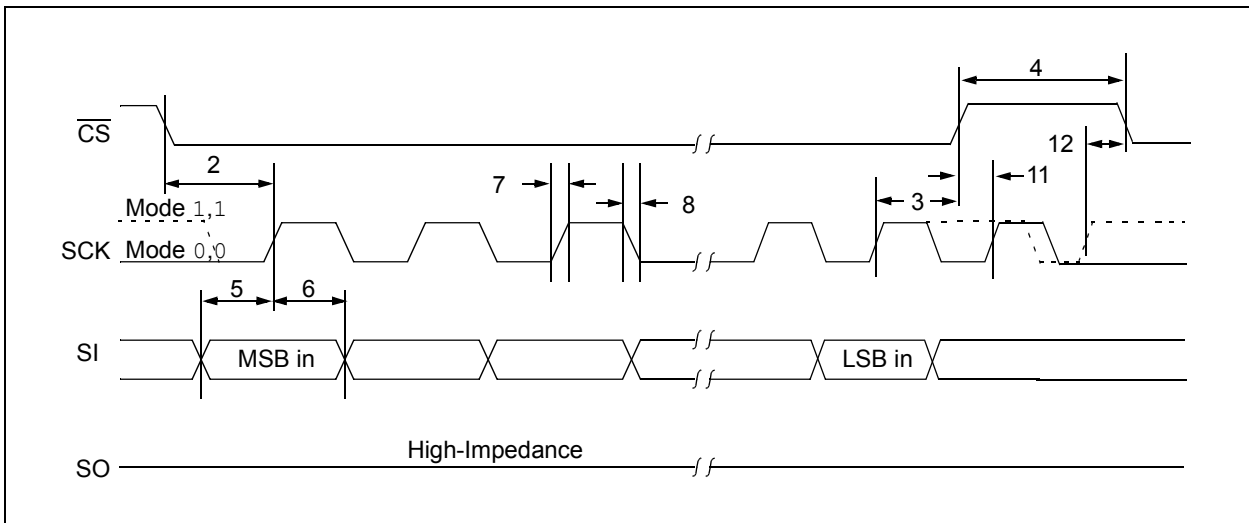 4
CS
12
2
7
8
3
11
Mode 1,1
SCK Mode 0,0
5
6
SI
MSB in
LSB in
High-Impedance
SO